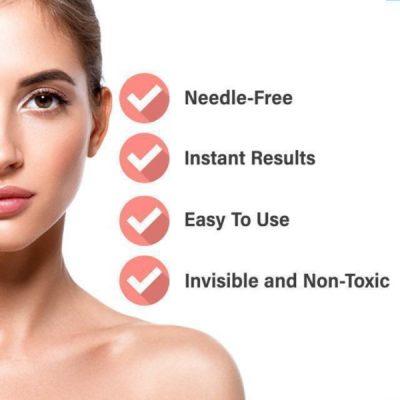 Needle-Free
Instant Results
Easy To Use
Invisible and Non-Toxic